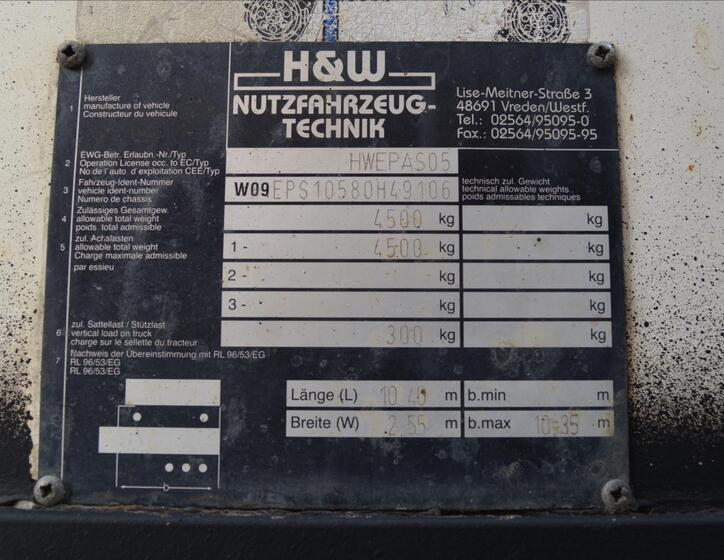 H&W
NUTZFAHRZEUG-
TECHNIK
Lise-Meitner-Straße 3
48691 Vreden/Westf.
Tel.: 02564/95095-0
Fax.: 02564/95095-95
1 Hersteller
manufacture of vehicle
Constructeur du véhicule
2 EWG-Betr. Erlaubn.-Nr./Typ HWEPAS05
Operation License occ. to EC/Typ
No de l'auto d'exploitation CEE/Typ
3 Fahrzeug-Ident-Nummer W09EPS10580H49106
vehicle ident-number
Numero de chassis
technisch zul. Gewicht
technical allowable weights
poids admissables techniques
4 Zulässiges Gesamtgew. 4500 kg kg
allowable total weight
poids total admissible
5 zul. Achslasten 1- 4500 kg kg
allowable total weight
Charge maximale admissible
par essieu 2- kg kg
3- kg kg
6 zul. Sattellast / Stützlast 300 kg kg
vertical load on truck
charge sur le sellette du tracteur
7 Nachweis der Übereinstimmung mit RL 96/53/EG
RL 96/53/EG
RL 96/53/EG
Länge (L) 10 40 m b.min m
Breite (W) 2 55 m b.max 10.35 m
b